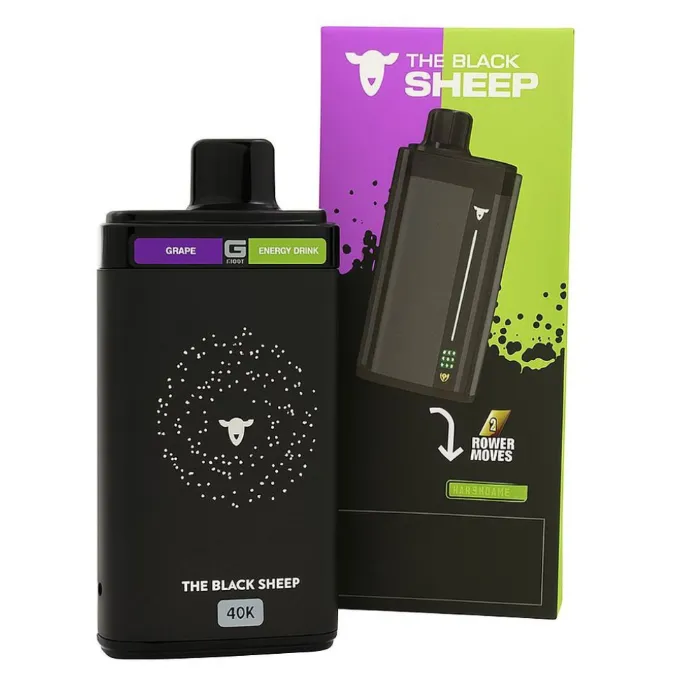 THE BLACK
SHEEP
GRAPE
G
ENERGY DRINK
2
ROWER
MOVES
THE BLACK SHEEP
40K